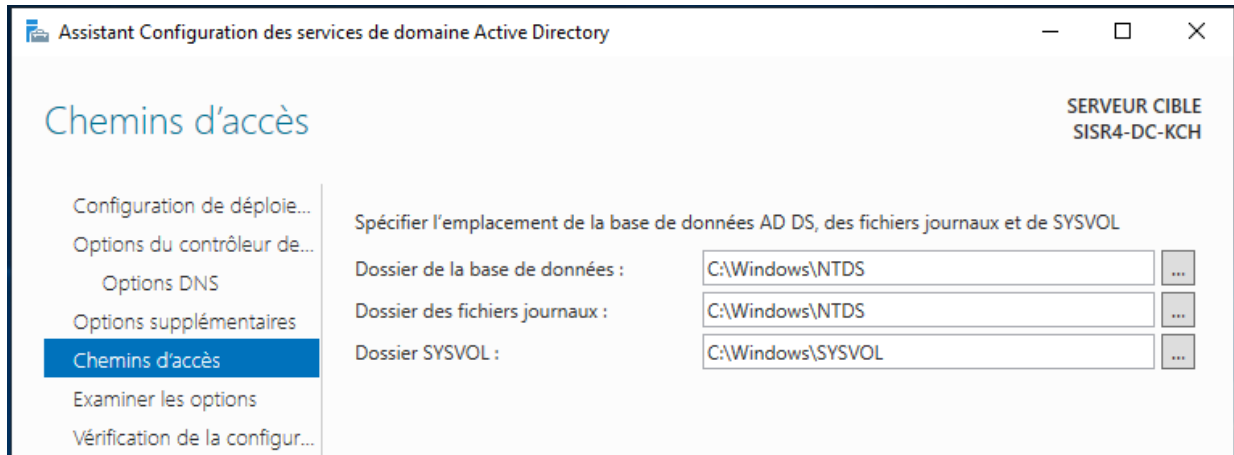 Assistant Configuration des services de domaine Active Directory
Chemins d’accès
SERVEUR CIBLE
SISR4-DC-KCH
Configuration de déploie...
Options du contrôleur de...
Options DNS
Options supplémentaires
Chemins d’accès
Examiner les options
Vérification de la configur...
Spécifier l’emplacement de la base de données AD DS, des fichiers journaux et de SYSVOL
Dossier de la base de données : C:\Windows\NTDS ...
Dossier des fichiers journaux : C:\Windows\NTDS ...
Dossier SYSVOL : C:\Windows\SYSVOL ...